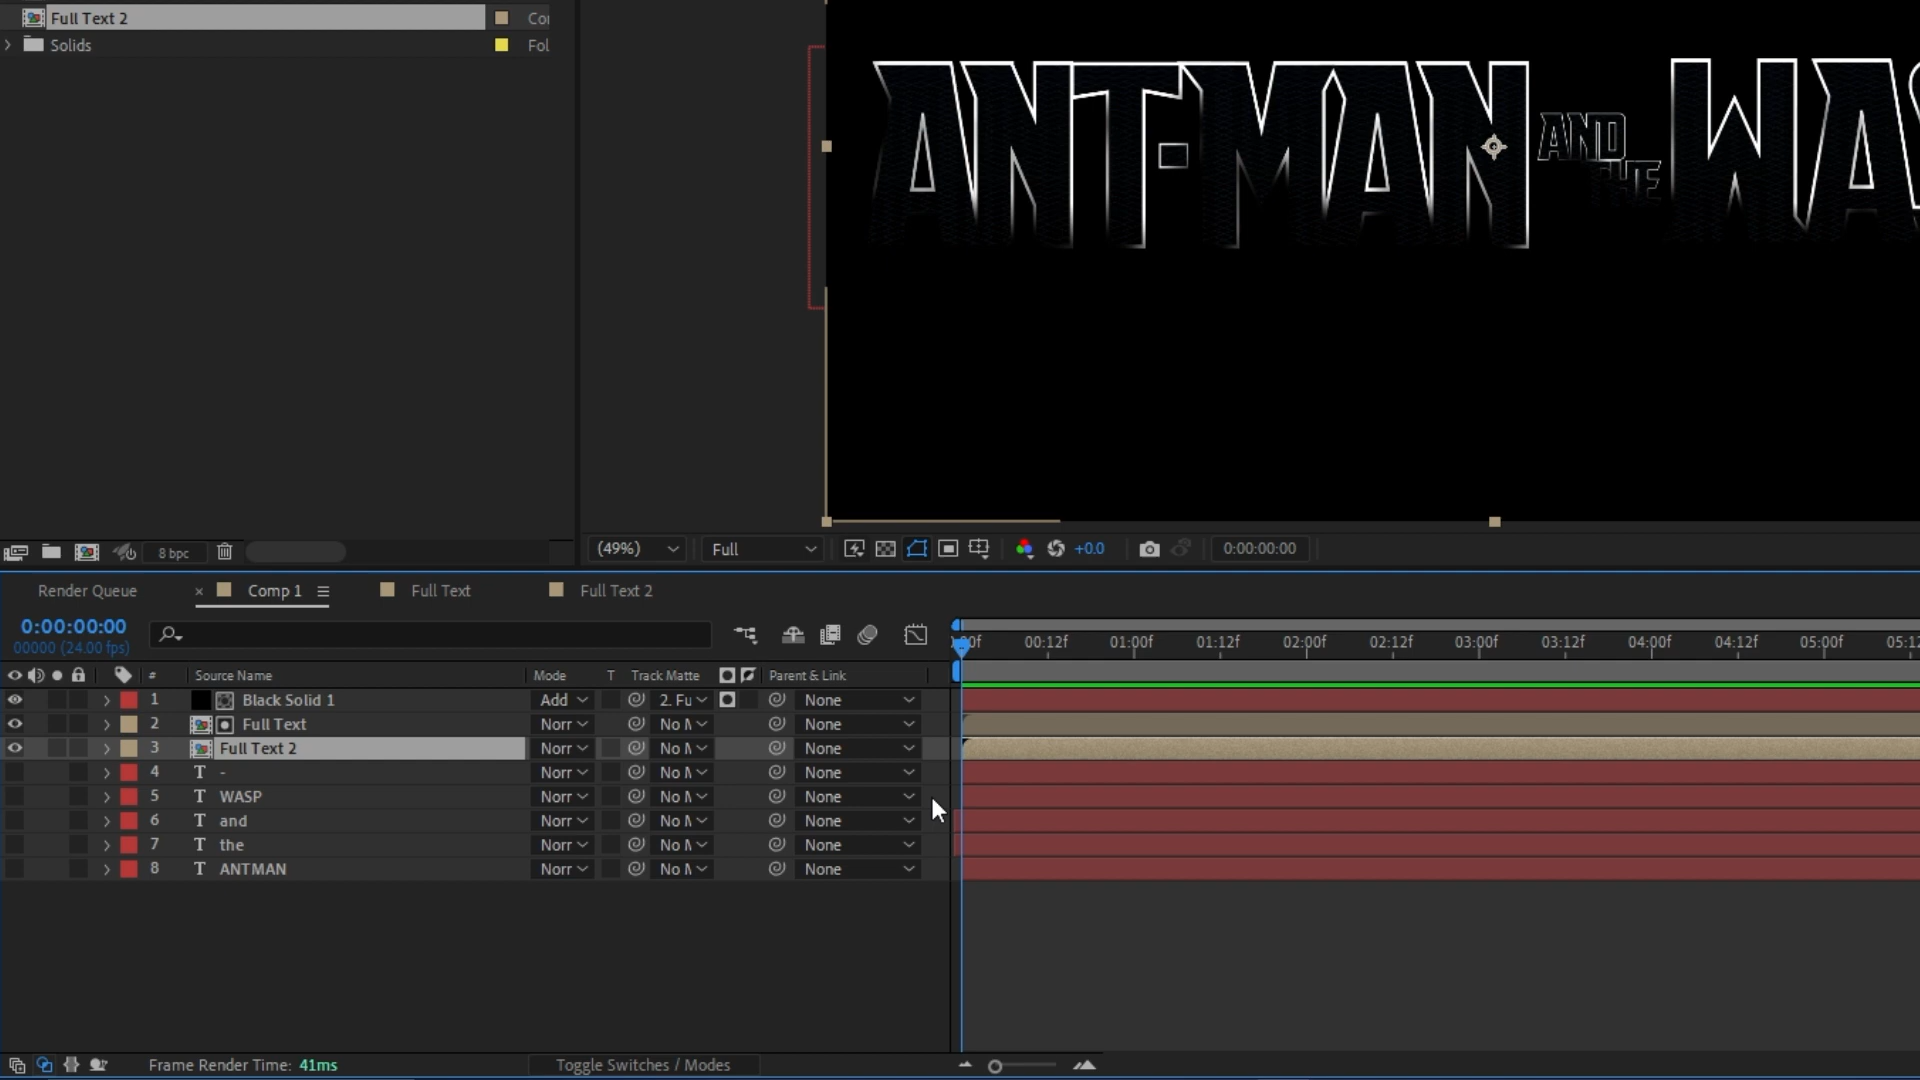 Full Text 2
Solids
Fol
ANT-MAN AND THE
8 bpc
(49%)
Full
+0.0
0:00:00:00
Render Queue
× Comp 1
Full Text
Full Text 2
0:00:00:00
00000 (24.00 fps)
00:12f 01:00f 01:12f 02:00f 02:12f 03:00f 03:12f 04:00f 04:12f 05:00f
# Source Name Mode T Track Matte Parent & Link
1 Black Solid 1 Add 2. Fu None
2 Full Text Norr No None
3 Full Text 2 Norr No None
4 T - Norr No None
5 T WASP Norr No None
6 T and Norr No None
7 T the Norr No None
8 T ANTMAN Norr No None
Frame Render Time: 41ms
Toggle Switches / Modes